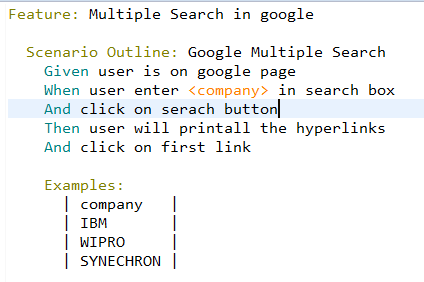 Feature: Multiple Search in google
Scenario Outline: Google Multiple Search
Given user is on google page
When user enter <company> in search box
And click on serach button
Then user will printall the hyperlinks
And click on first link
Examples:
| company |
| IBM |
| WIPRO |
| SYNECHRON |